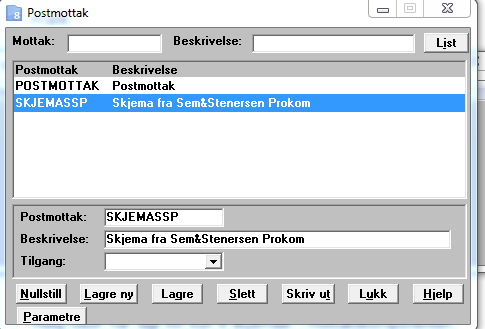 Postmottak
Mottak: Beskrivelse: List
Postmottak Beskrivelse
POSTMOTTAK Postmottak
SKJEMASSP Skjema fra Sem&Stenersen Prokom
Postmottak: SKJEMASSP
Beskrivelse: Skjema fra Sem&Stenersen Prokom
Tilgang:
Nullstill Lagre ny Lagre Slett Skriv ut Lukk Hjelp
Parametre